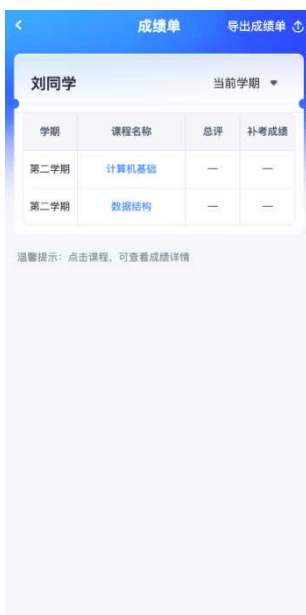 成绩单 导出成绩单
刘同学 当前学期
学期 课程名称 总评 补考成绩
第二学期 计算机基础 — —
第二学期 数据结构 — —
温馨提示：点击课程，可查看成绩详情